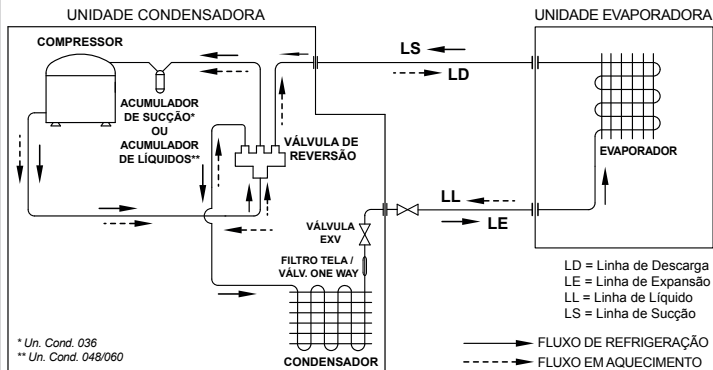 UNIDADE CONDENSADORA
UNIDADE EVAPORADORA
COMPRESSOR
LS
LD
ACUMULADOR
DE SUCÇÃO*
OU
ACUMULADOR
DE LÍQUIDOS**
VÁLVULA DE
REVERSÃO
EVAPORADOR
LL
LE
VÁLVULA
EXV
FILTRO TELA /
VÁLV. ONE WAY
CONDENSADOR
* Un. Cond. 036
** Un. Cond. 048/060
LD = Linha de Descarga
LE = Linha de Expansão
LL = Linha de Líquido
LS = Linha de Sucção
FLUXO DE REFRIGERAÇÃO
FLUXO EM AQUECIMENTO